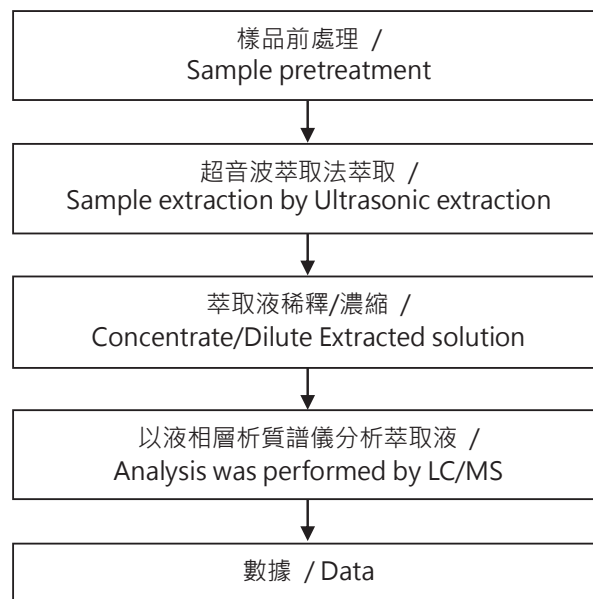 樣品前處理 /
Sample pretreatment
超音波萃取法萃取 /
Sample extraction by Ultrasonic extraction
萃取液稀釋/濃縮 /
Concentrate/Dilute Extracted solution
以液相層析質譜儀分析萃取液 /
Analysis was performed by LC/MS
數據 / Data